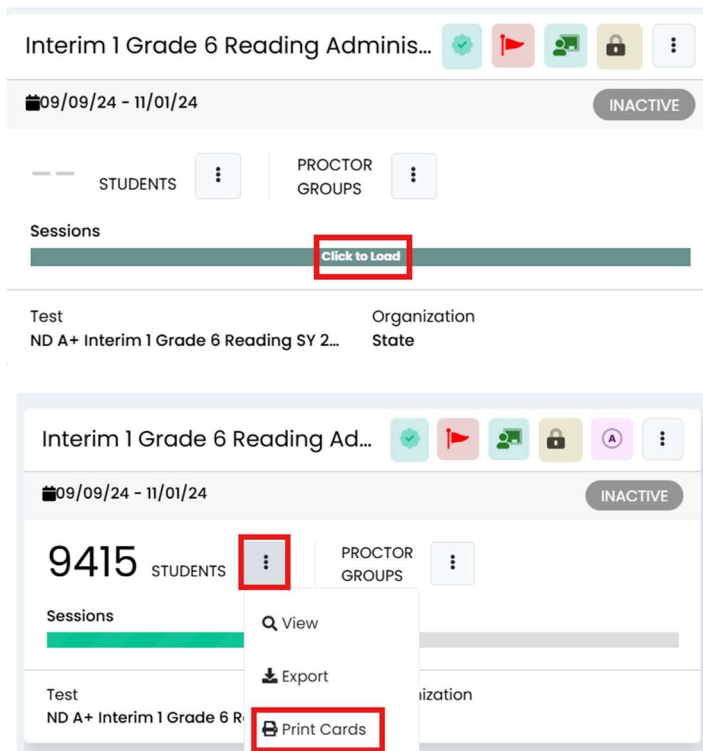 Interim 1 Grade 6 Reading Adminis...
09/09/24 - 11/01/24 INACTIVE
-- STUDENTS PROCTOR GROUPS
Sessions
Click to Load
Test Organization
ND A+ Interim 1 Grade 6 Reading SY 2... State
Interim 1 Grade 6 Reading Ad... A
09/09/24 - 11/01/24 INACTIVE
9415 STUDENTS PROCTOR GROUPS
Sessions
View
Export
Test ization
ND A+ Interim 1 Grade 6 R
Print Cards